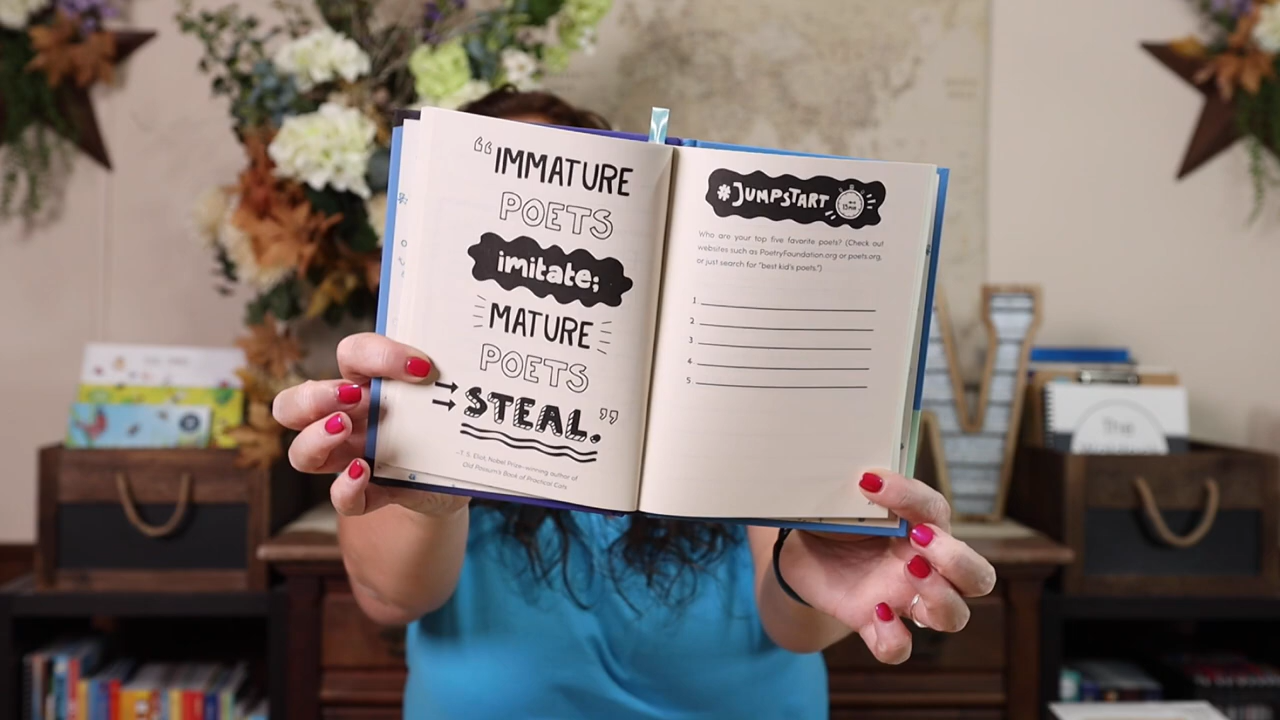 “IMMATURE
POETS
imitate;
MATURE
POETS
STEAL.”
–T. S. Eliot, Nobel Prize-winning author of
Old Possum's Book of Practical Cats
#JUMPSTART
Who are your top five favorite poets? (Check out
websites such as PoetryFoundation.org or poets.org,
or just search for “best kid's poets.”)
1
2
3
4
5
W
The